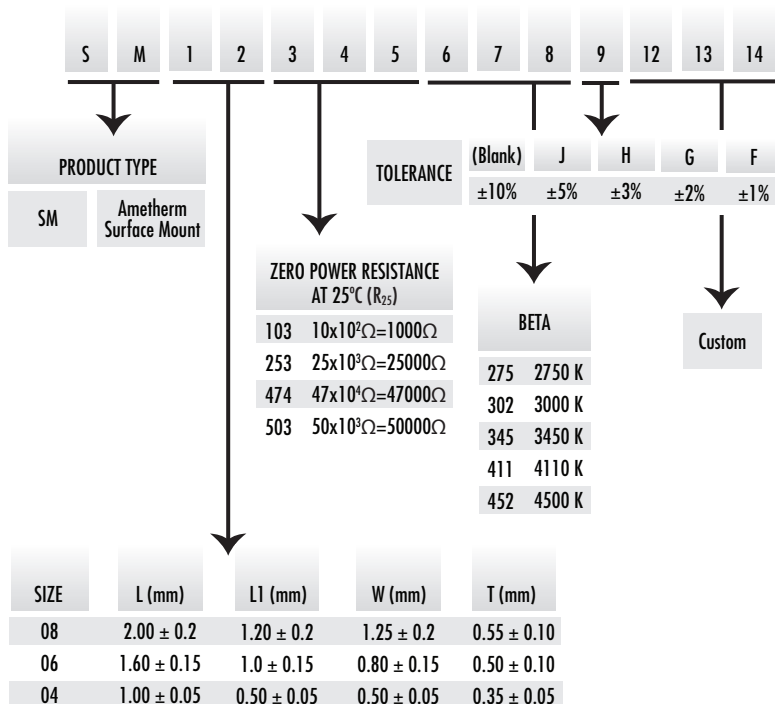 S M 1 2 3 4 5 6 7 8 9 12 13 14
PRODUCT TYPE
SM Ametherm
Surface Mount
TOLERANCE (Blank) J H G F
±10% ±5% ±3% ±2% ±1%
ZERO POWER RESISTANCE
AT 25ºC (R₂₅)
103 10x10²Ω=1000Ω
253 25x10³Ω=25000Ω
474 47x10⁴Ω=47000Ω
503 50x10³Ω=50000Ω
BETA
275 2750 K
302 3000 K
345 3450 K
411 4110 K
452 4500 K
Custom
SIZE L (mm) L1 (mm) W (mm) T (mm)
08 2.00 ± 0.2 1.20 ± 0.2 1.25 ± 0.2 0.55 ± 0.10
06 1.60 ± 0.15 1.0 ± 0.15 0.80 ± 0.15 0.50 ± 0.10
04 1.00 ± 0.05 0.50 ± 0.05 0.50 ± 0.05 0.35 ± 0.05